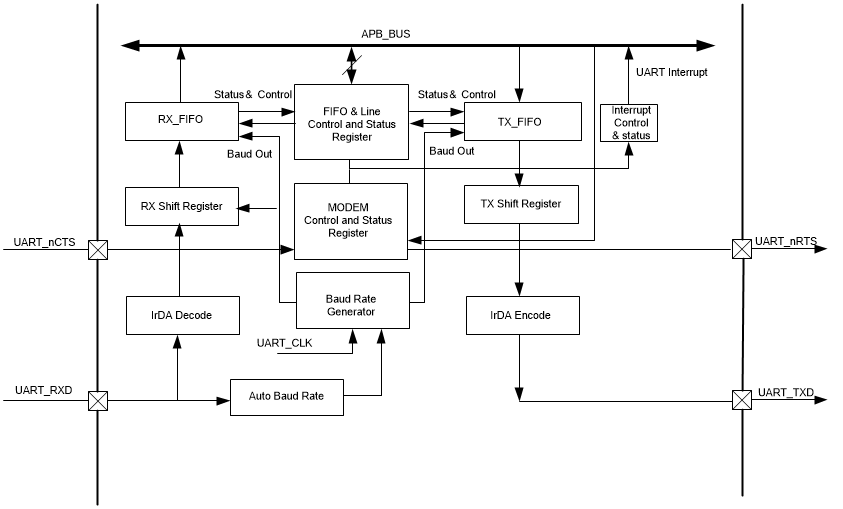 APB_BUS
UART Interrupt
Status & Control
Status & Control
RX_FIFO
FIFO & Line
Control and Status
Register
TX_FIFO
Interrupt
Control
& status
Baud Out
Baud Out
RX Shift Register
MODEM
Control and Status
Register
TX Shift Register
UART_nCTS
UART_nRTS
IrDA Decode
Baud Rate
Generator
IrDA Encode
UART_CLK
UART_RXD
Auto Baud Rate
UART_TXD